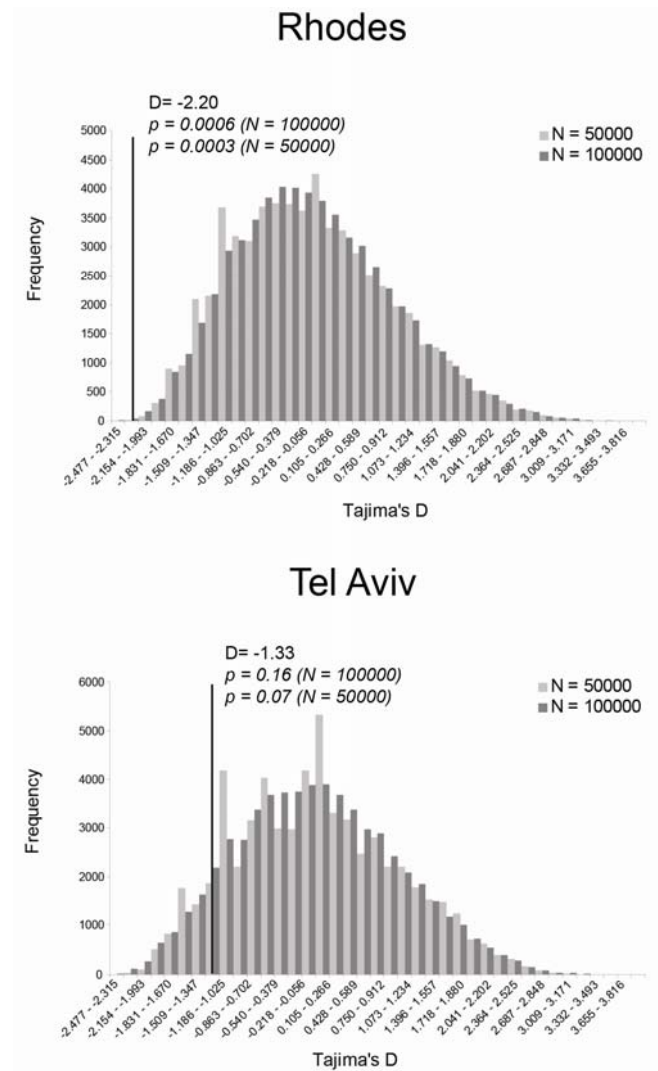 Rhodes
D= -2.20
p = 0.0006 (N = 100000)
p = 0.0003 (N = 50000)
N = 50000
N = 100000
5000
4500
4000
3500
3000
2500
2000
1500
1000
500
0
Frequency
-2.477 - -2.315
-2.154 - -1.993
-1.831 - -1.670
-1.509 - -1.347
-1.186 - -1.025
-0.863 - -0.702
-0.540 - -0.379
-0.218 - -0.056
0.105 - 0.266
0.428 - 0.589
0.750 - 0.912
1.073 - 1.234
1.396 - 1.557
1.718 - 1.880
2.041 - 2.202
2.364 - 2.525
2.687 - 2.848
3.009 - 3.171
3.332 - 3.493
3.655 - 3.816
Tajima's D
Tel Aviv
D= -1.33
p = 0.16 (N = 100000)
p = 0.07 (N = 50000)
N = 50000
N = 100000
6000
5000
4000
3000
2000
1000
0
Frequency
-2.477 - -2.315
-2.154 - -1.993
-1.831 - -1.670
-1.509 - -1.347
-1.186 - -1.025
-0.863 - -0.702
-0.540 - -0.379
-0.218 - -0.056
0.105 - 0.266
0.428 - 0.589
0.750 - 0.912
1.073 - 1.234
1.396 - 1.557
1.718 - 1.880
2.041 - 2.202
2.364 - 2.525
2.687 - 2.848
3.009 - 3.171
3.332 - 3.493
3.655 - 3.816
Tajima's D